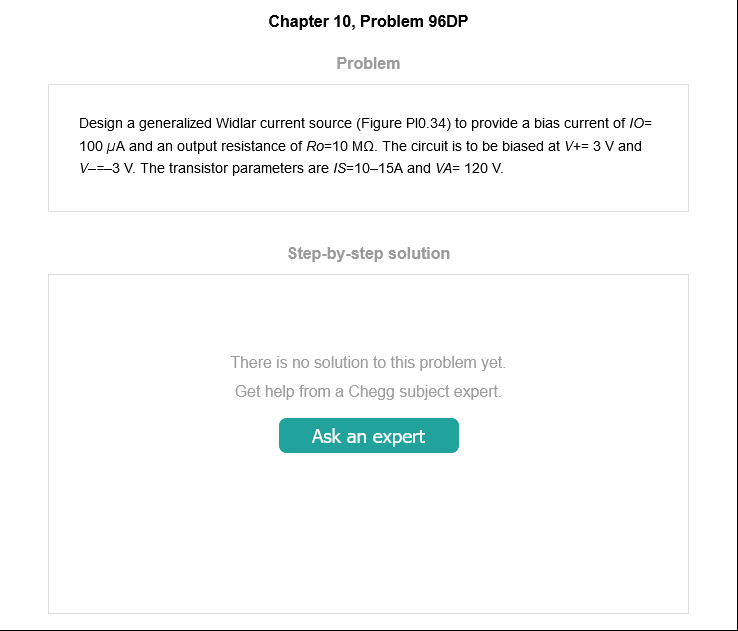 Chapter 10, Problem 96DP
Problem
Design a generalized Widlar current source (Figure Pl0.34) to provide a bias current of IO=
100 μA and an output resistance of Ro=10 MΩ. The circuit is to be biased at V+= 3 V and
V–=–3 V. The transistor parameters are IS=10–15A and VA= 120 V.
Step-by-step solution
There is no solution to this problem yet.
Get help from a Chegg subject expert.
Ask an expert